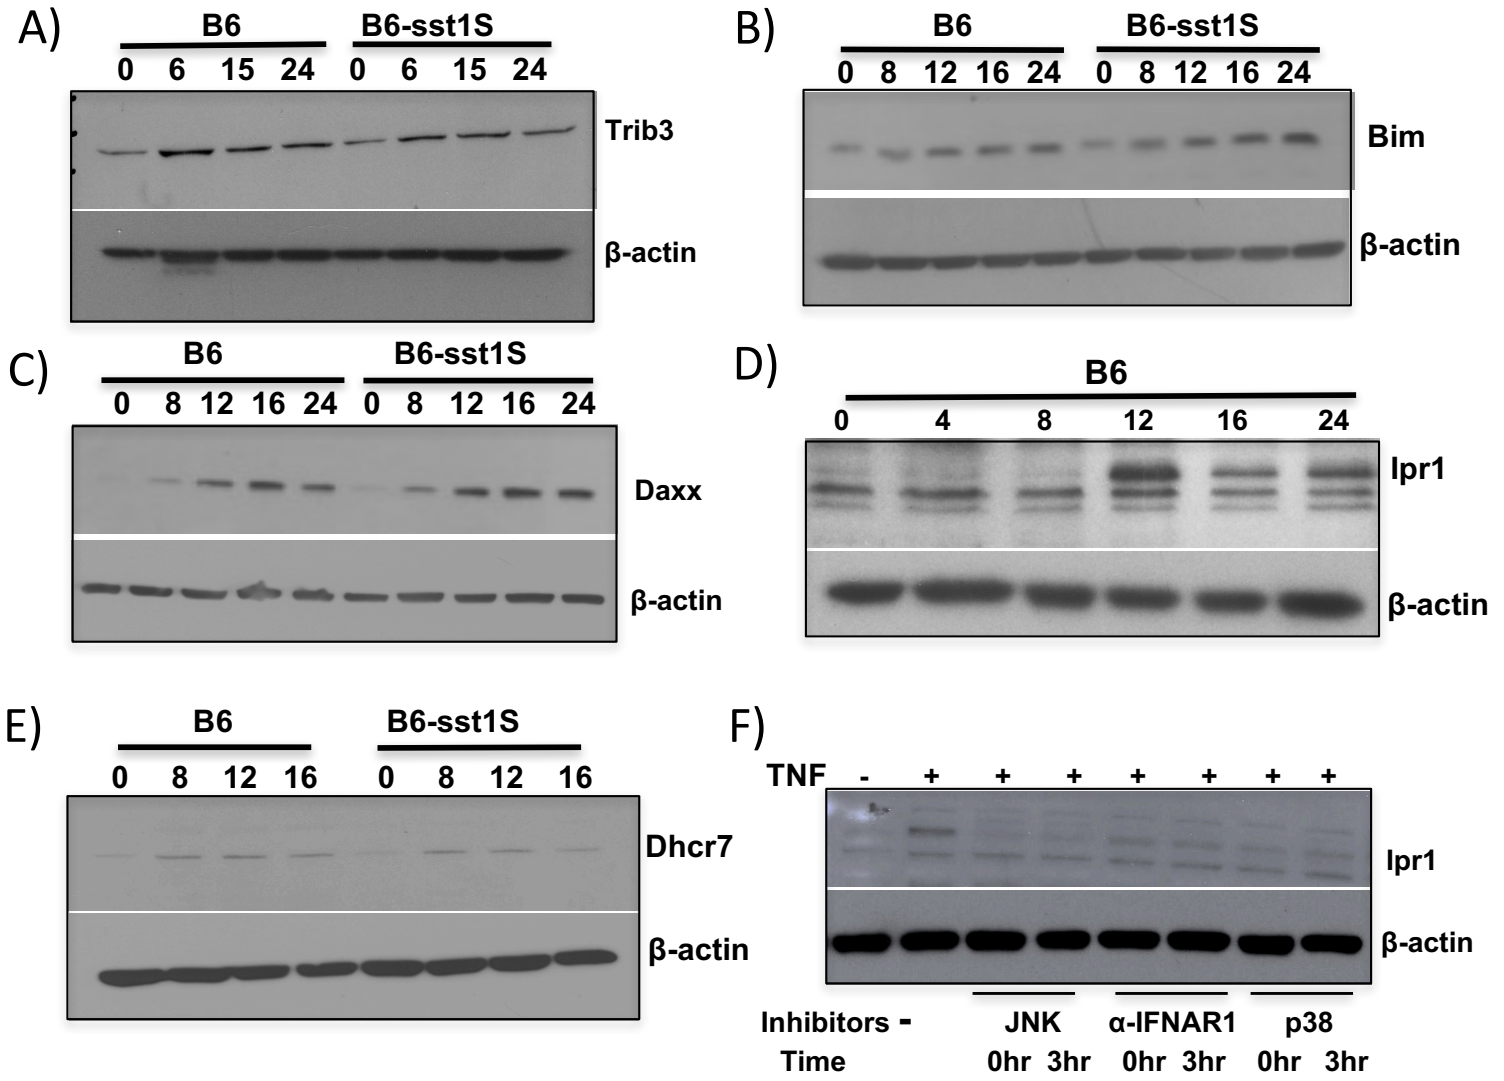 A)
B6 B6-sst1S
0 6 15 24 0 6 15 24
Trib3
β-actin
B)
B6 B6-sst1S
0 8 12 16 24 0 8 12 16 24
Bim
β-actin
C)
B6 B6-sst1S
0 8 12 16 24 0 8 12 16 24
Daxx
β-actin
D)
B6
0 4 8 12 16 24
Ipr1
β-actin
E)
B6 B6-sst1S
0 8 12 16 0 8 12 16
Dhcr7
β-actin
F)
TNF - + + + + + + +
Ipr1
β-actin
Inhibitors - JNK α-IFNAR1 p38
Time 0hr 3hr 0hr 3hr 0hr 3hr